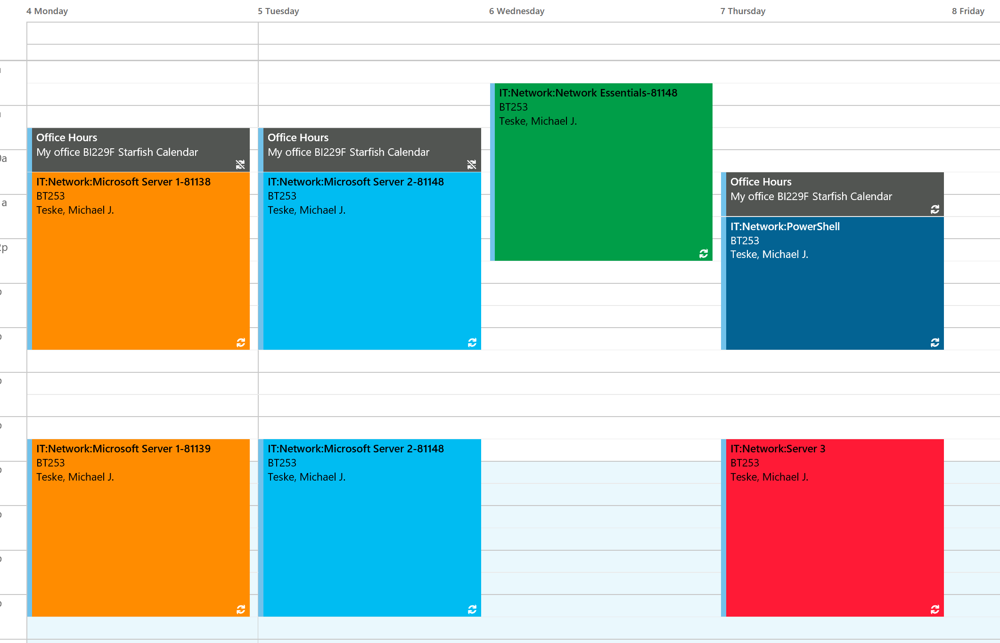 4 Monday
5 Tuesday
6 Wednesday
7 Thursday
8 Friday
Office Hours
My office BI229F Starfish Calendar
IT:Network:Microsoft Server 1-81138
BT253
Teske, Michael J.
IT:Network:Microsoft Server 1-81139
BT253
Teske, Michael J.
Office Hours
My office BI229F Starfish Calendar
IT:Network:Microsoft Server 2-81148
BT253
Teske, Michael J.
IT:Network:Microsoft Server 2-81148
BT253
Teske, Michael J.
IT:Network:Network Essentials-81148
BT253
Teske, Michael J.
Office Hours
My office BI229F Starfish Calendar
IT:Network:PowerShell
BT253
Teske, Michael J.
IT:Network:Server 3
BT253
Teske, Michael J.